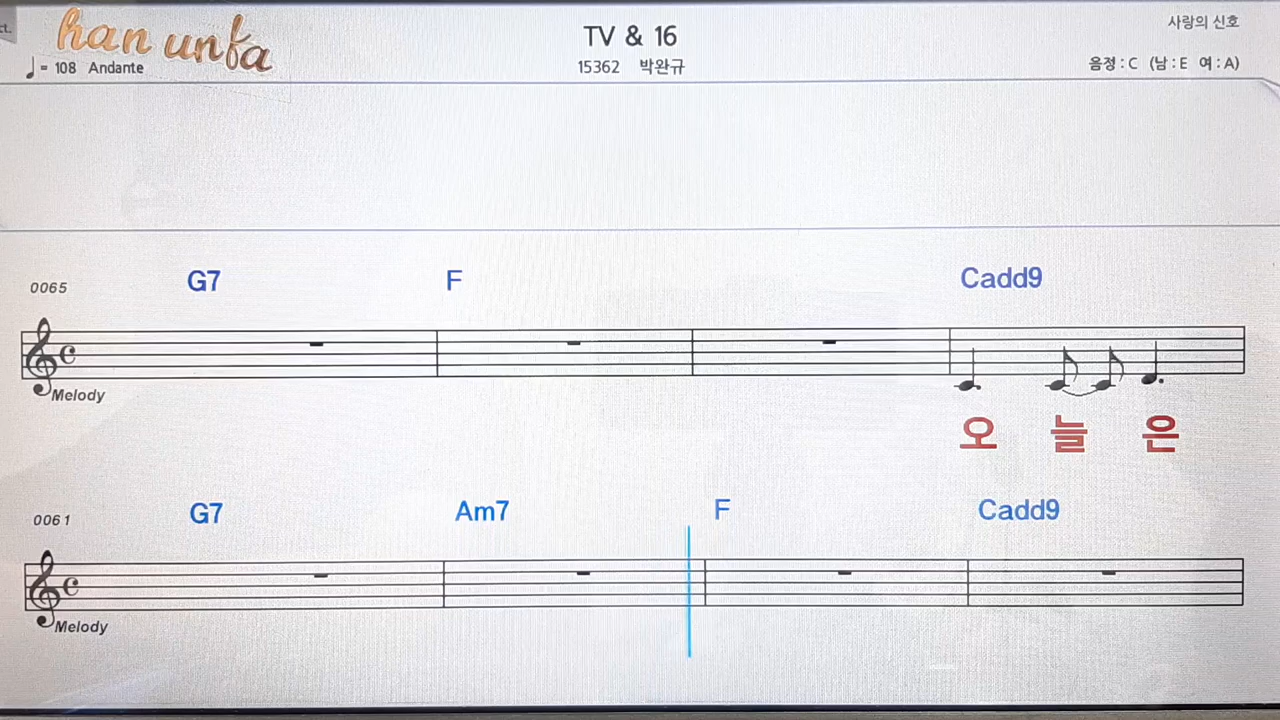 ct.
han unfa
TV & 16
사랑의 신호
♩= 108 Andante
15362 박완규
음정 : C (남 : E 여 : A)
0065 G7 F Cadd9
Melody
오 늘 은
0061 G7 Am7 F Cadd9
Melody